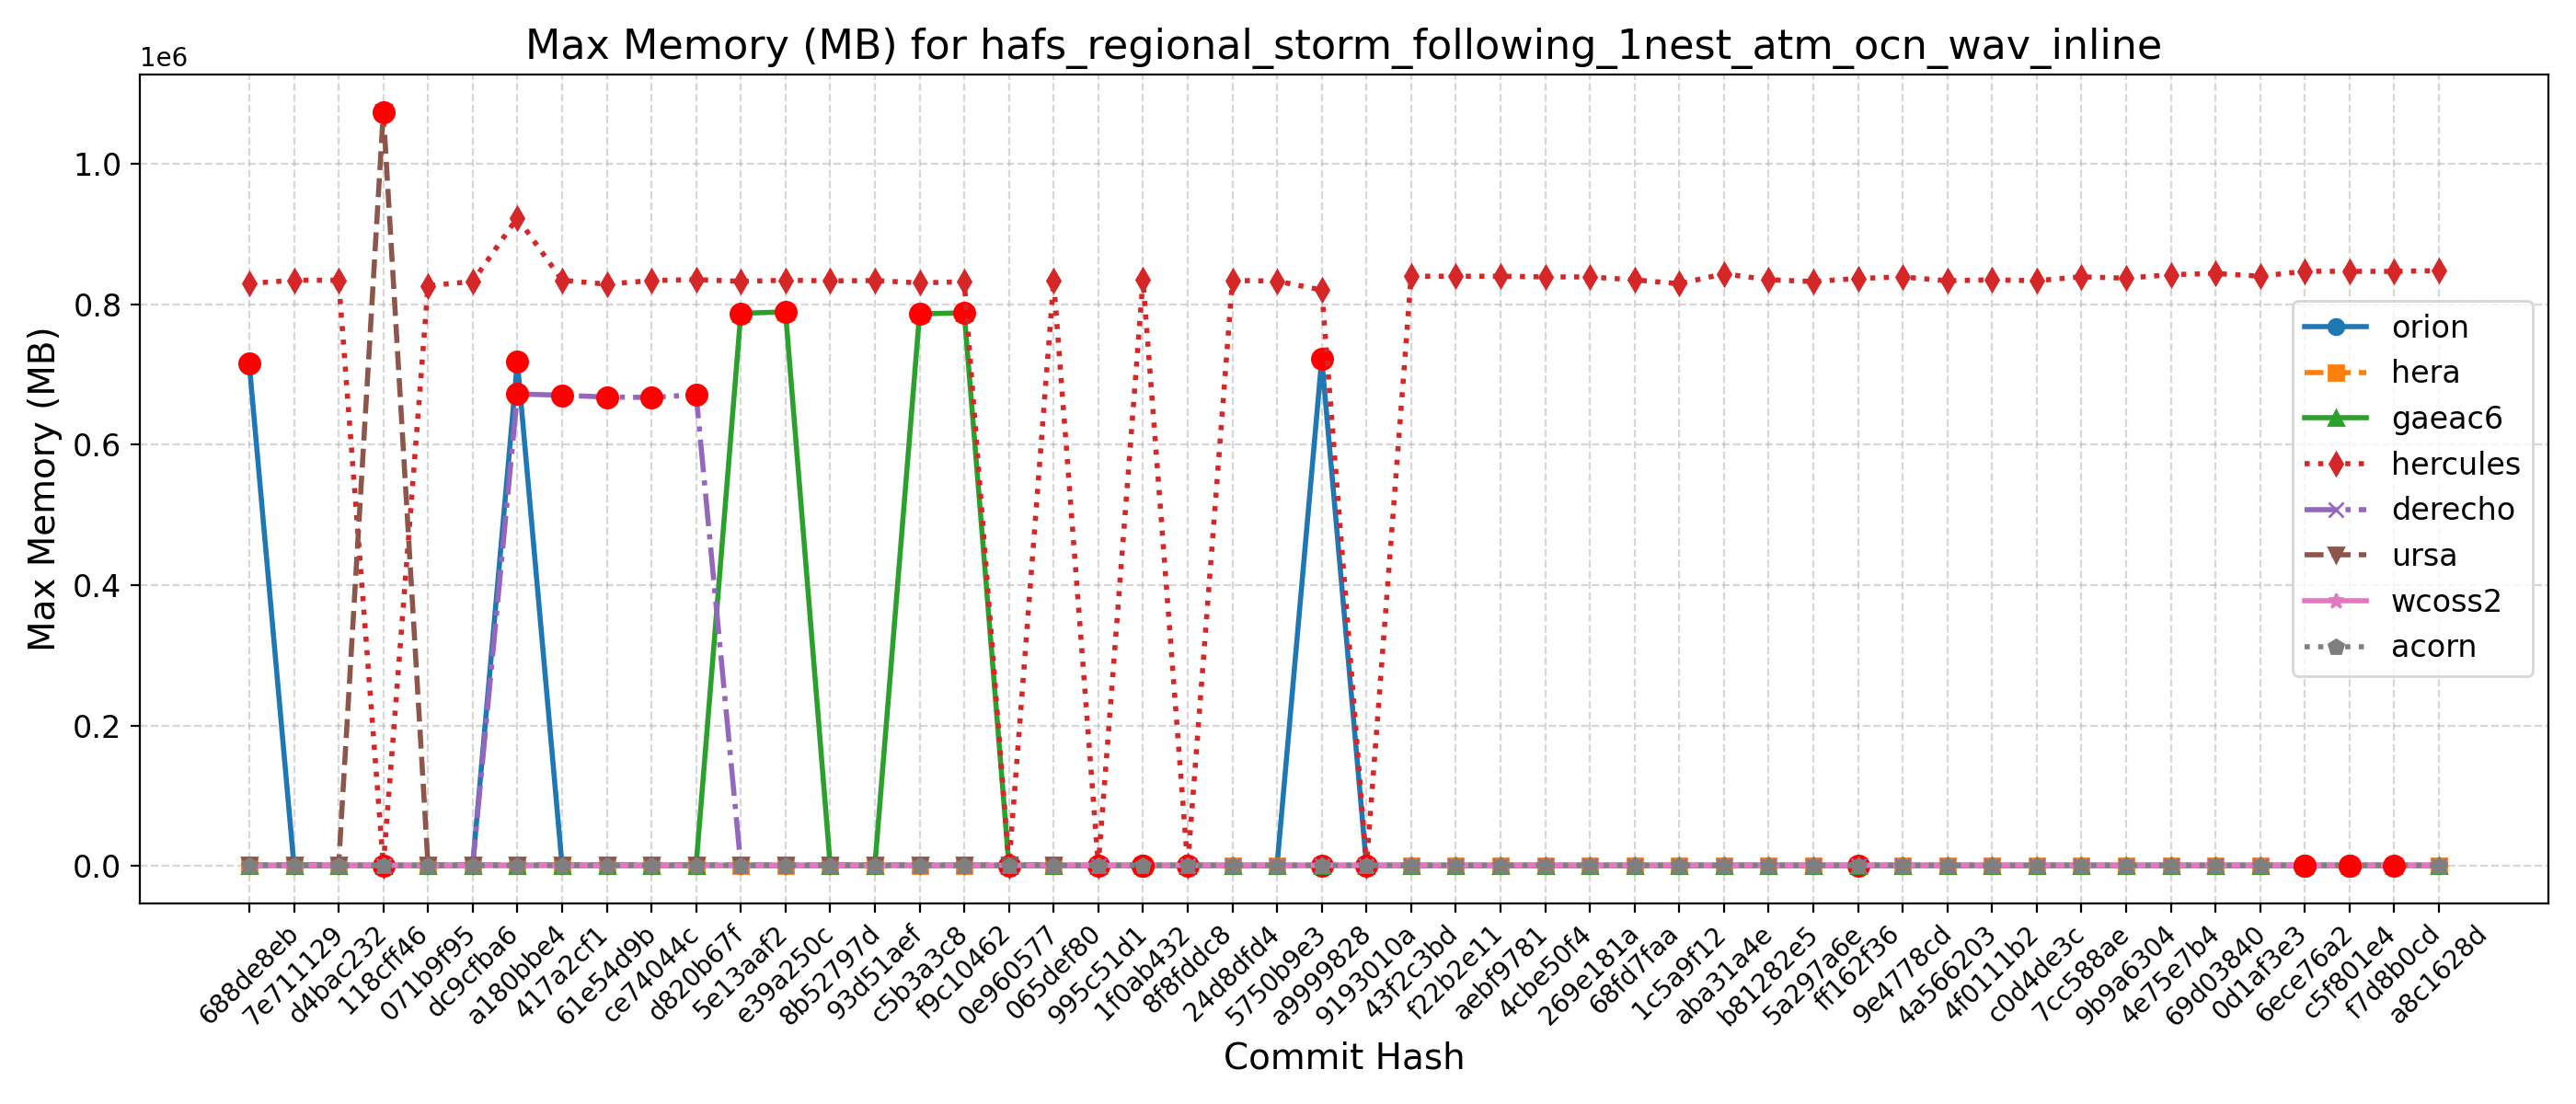 Max Memory (MB) for hafs_regional_storm_following_1nest_atm_ocn_wav_inline
1e6
1.0
0.8
0.6
0.4
0.2
0.0
Max Memory (MB)
orion
hera
gaeac6
hercules
derecho
ursa
wcoss2
acorn
688de8eb
7e711129
d4bac232
118cff46
071b9f95
dc9cfba6
a180bbe4
417a2cf1
61e54d9b
ce74044c
d820b67f
5e13aaf2
e39a250c
8b52797d
93d51aef
c5b3a3c8
f9c10462
0e960577
065def80
995c51d1
1f0ab432
8f8fddc8
24d8dfd4
5750b9e3
a9999828
9193010a
43f2c3bd
f22b2e11
aebf9781
4cbe50f4
269e181a
68fd7faa
1c5a9f12
aba31a4e
b81282e5
5a297a6e
ff162f36
9e4778cd
4a566203
4f0111b2
c0d4de3c
7cc588ae
9b9a6304
4e75e7b4
69d03840
0d1af3e3
6ece76a2
c5f801e4
f7d8b0cd
a8c1628d
Commit Hash